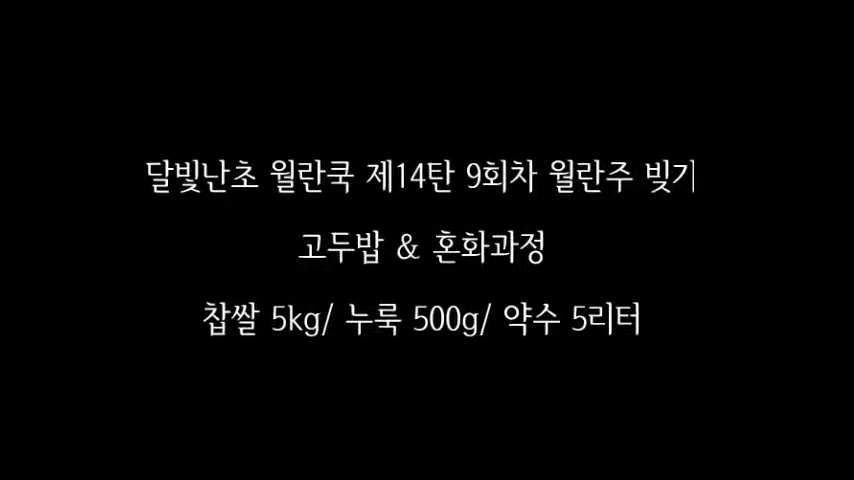 달빛난초 월란쿡 제14탄 9회차 월란주 빚기
고두밥 & 혼화과정
찹쌀 5kg/ 누룩 500g/ 약수 5리터